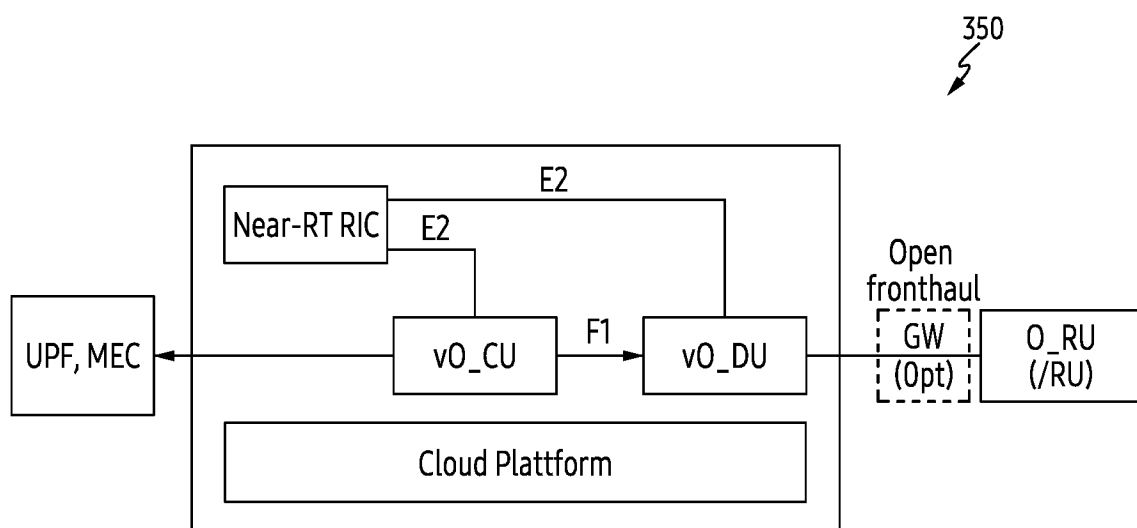 350
E2
Near-RT RIC
E2
Open
fronthaul
UPF, MEC
vO_CU
F1
vO_DU
GW
(Opt)
O_RU
(/RU)
Cloud Plattform